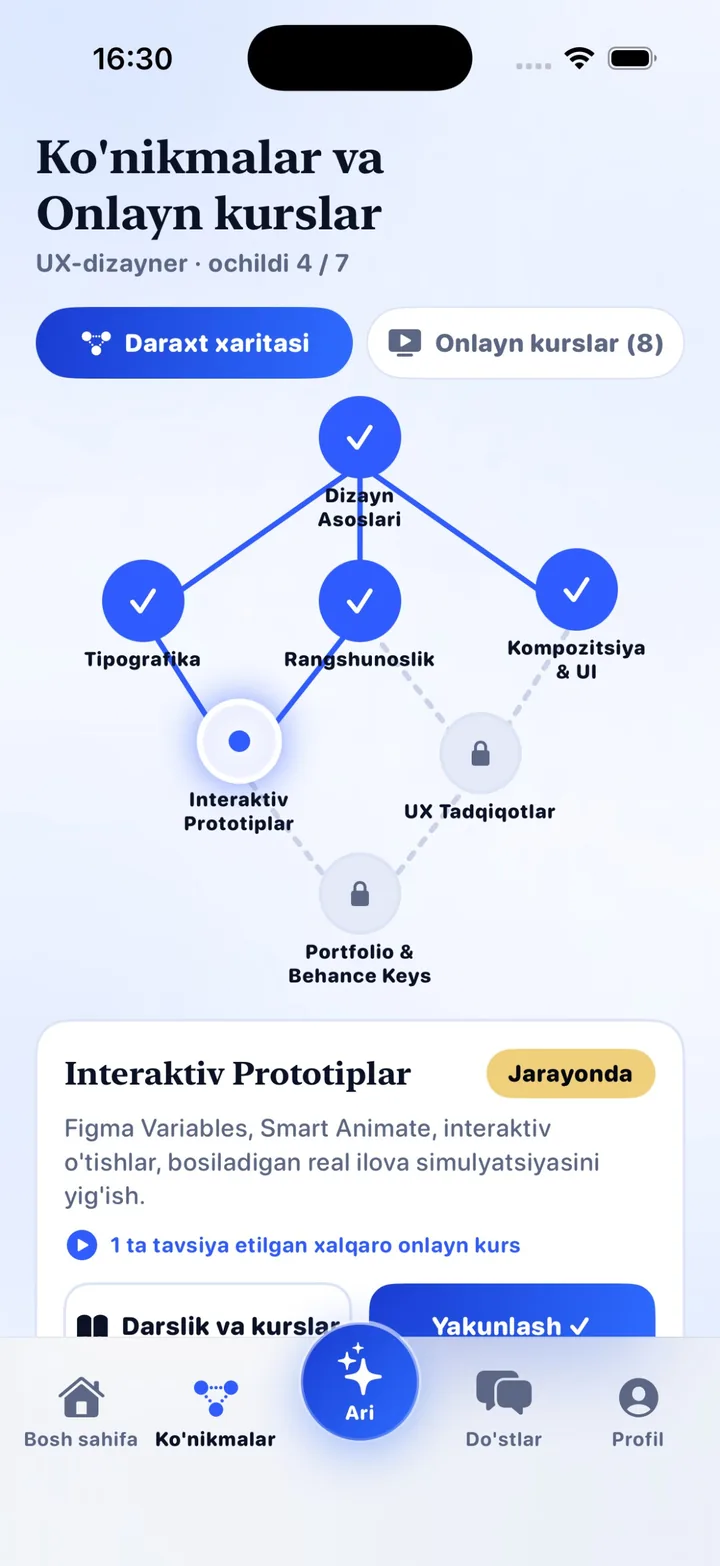 16:30
Ko'nikmalar va
Onlayn kurslar
UX-dizayner · ochildi 4 / 7
Daraxt xaritasi
Onlayn kurslar (8)
Dizayn
Asoslari
Tipografika
Rangshunoslik
Kompozitsiya
& UI
Interaktiv
Prototiplar
UX Tadqiqotlar
Portfolio &
Behance Keys
Interaktiv Prototiplar
Jarayonda
Figma Variables, Smart Animate, interaktiv
o'tishlar, bosiladigan real ilova simulyatsiyasini
yig'ish.
1 ta tavsiya etilgan xalqaro onlayn kurs
Darslik va kurslar
Yakunlash ✓
Bosh sahifa
Ko'nikmalar
Ari
Do'stlar
Profil